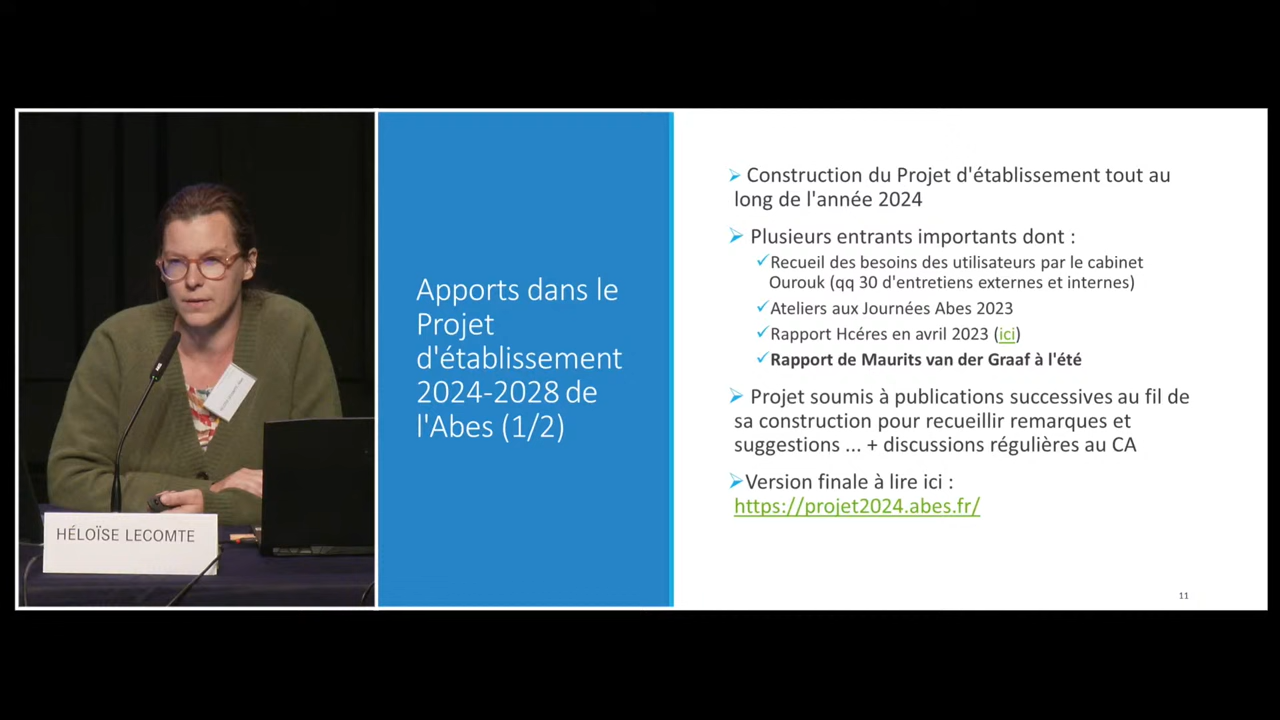 HÉLOÏSE LECOMTE
Apports dans le
Projet
d'établissement
2024-2028 de
l'Abes (1/2)
Construction du Projet d'établissement tout au
long de l'année 2024
Plusieurs entrants importants dont :
Recueil des besoins des utilisateurs par le cabinet
Ourouk (qq 30 d'entretiens externes et internes)
Ateliers aux Journées Abes 2023
Rapport Hcéres en avril 2023 (ici)
Rapport de Maurits van der Graaf à l'été
Projet soumis à publications successives au fil de
sa construction pour recueillir remarques et
suggestions ... + discussions régulières au CA
Version finale à lire ici :
https://projet2024.abes.fr/
11